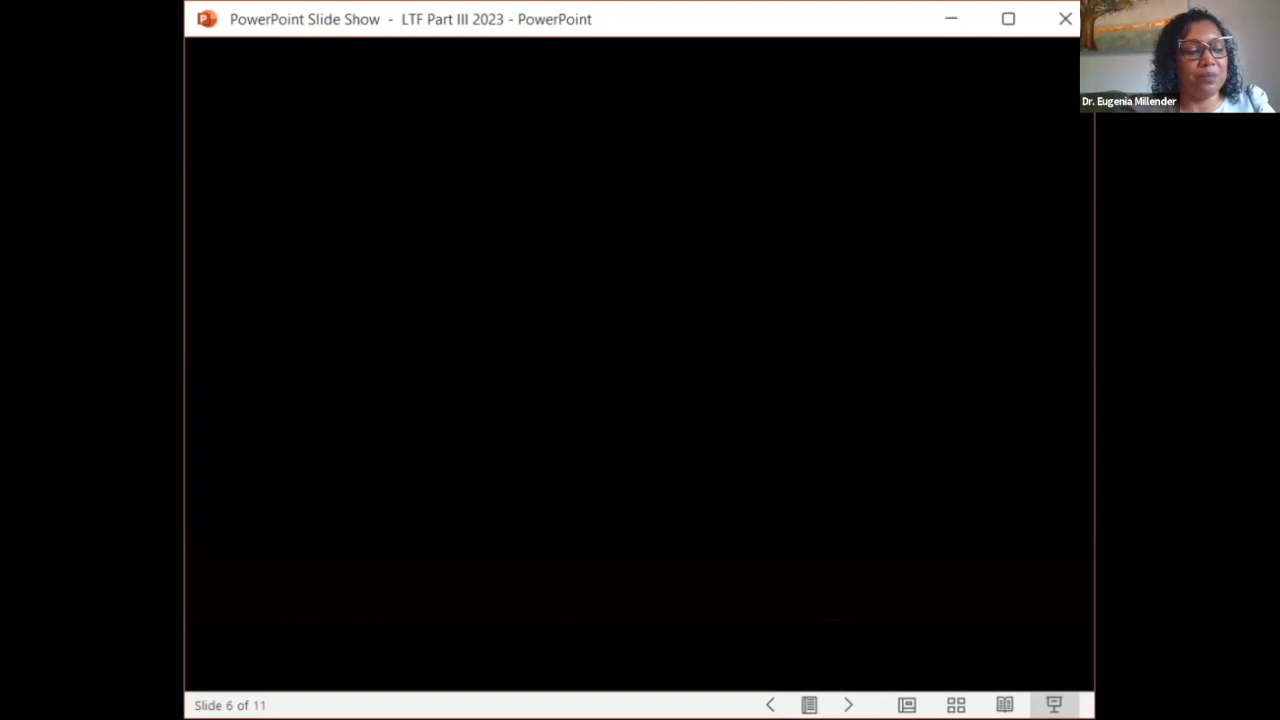 PowerPoint Slide Show - LTF Part III 2023 - PowerPoint
Dr. Eugenia Millender
Slide 6 of 11